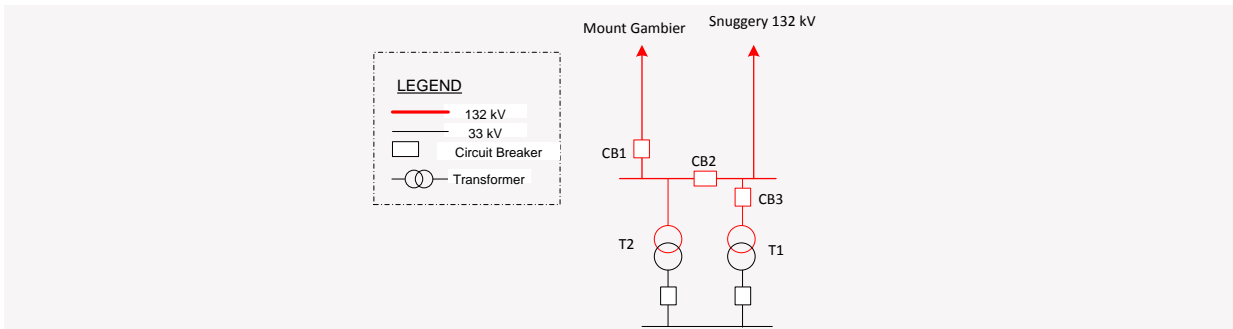 Mount Gambier
Snuggery 132 kV
LEGEND
132 kV
33 kV
Circuit Breaker
Transformer
CB1
CB2
CB3
T2
T1